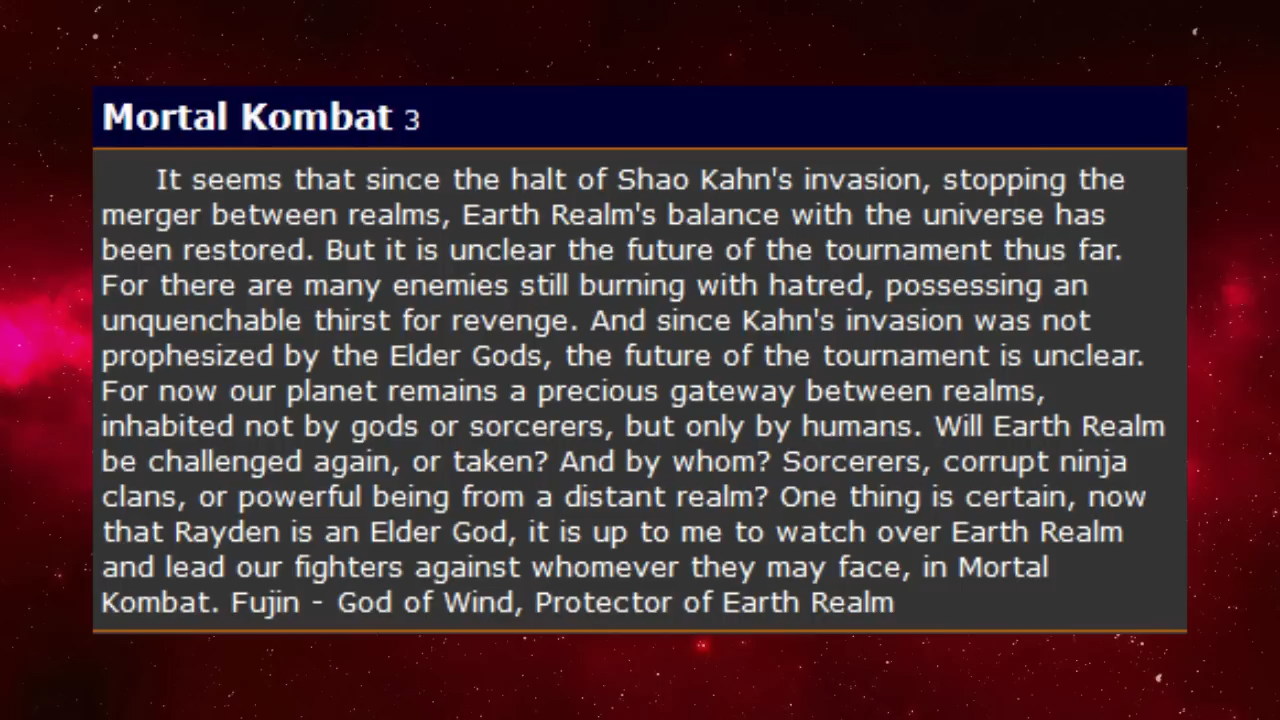 Mortal Kombat 3
It seems that since the halt of Shao Kahn's invasion, stopping the
merger between realms, Earth Realm's balance with the universe has
been restored. But it is unclear the future of the tournament thus far.
For there are many enemies still burning with hatred, possessing an
unquenchable thirst for revenge. And since Kahn's invasion was not
prophesized by the Elder Gods, the future of the tournament is unclear.
For now our planet remains a precious gateway between realms,
inhabited not by gods or sorcerers, but only by humans. Will Earth Realm
be challenged again, or taken? And by whom? Sorcerers, corrupt ninja
clans, or powerful being from a distant realm? One thing is certain, now
that Rayden is an Elder God, it is up to me to watch over Earth Realm
and lead our fighters against whomever they may face, in Mortal
Kombat. Fujin - God of Wind, Protector of Earth Realm